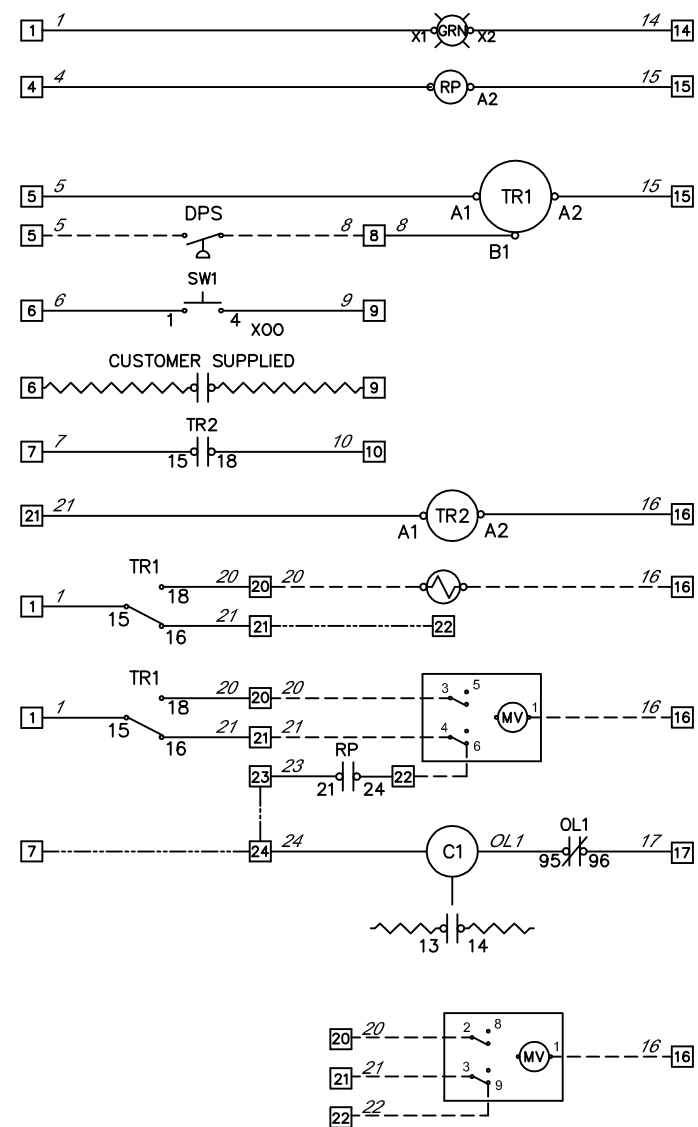 1 1 X1 GRN X2 14 14
4 4 RP A2 15 15
5 5 A1 TR1 A2 15 15
5 5 DPS 8 8 8 B1
6 6 SW1 1 4 XOO 9 9
CUSTOMER SUPPLIED
6 9
7 7 TR2 15 18 10 10
21 21 A1 TR2 A2 16 16
TR1 18 20 20 20 16 16
1 1 15 16 21 21 22
TR1 18 20 20 20 3 5
1 1 15 16 21 21 21 4 6 MV 1 16 16
23 23 RP 21 24 22
7 24 24 C1 OL1 OL1 95 96 17 17
13 14
20 20 2 8
21 21 3 9 MV 1 16 16
22 22